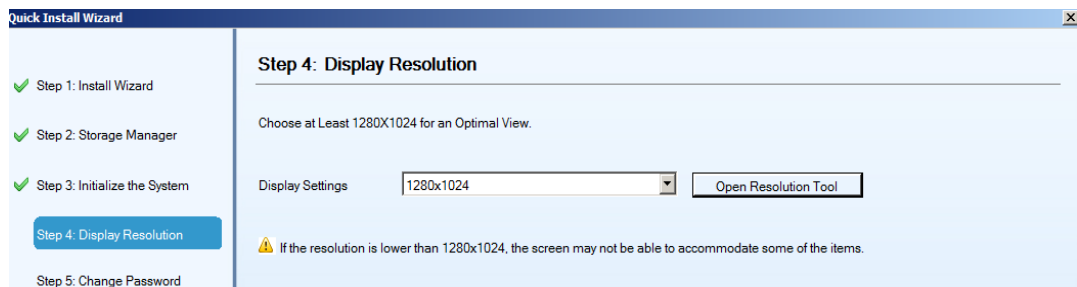 Quick Install Wizard
X
Step 1: Install Wizard
Step 2: Storage Manager
Step 3: Initialize the System
Step 4: Display Resolution
Step 5: Change Password
Step 4: Display Resolution
Choose at Least 1280X1024 for an Optimal View.
Display Settings 1280x1024 Open Resolution Tool
If the resolution is lower than 1280x1024, the screen may not be able to accommodate some of the items.